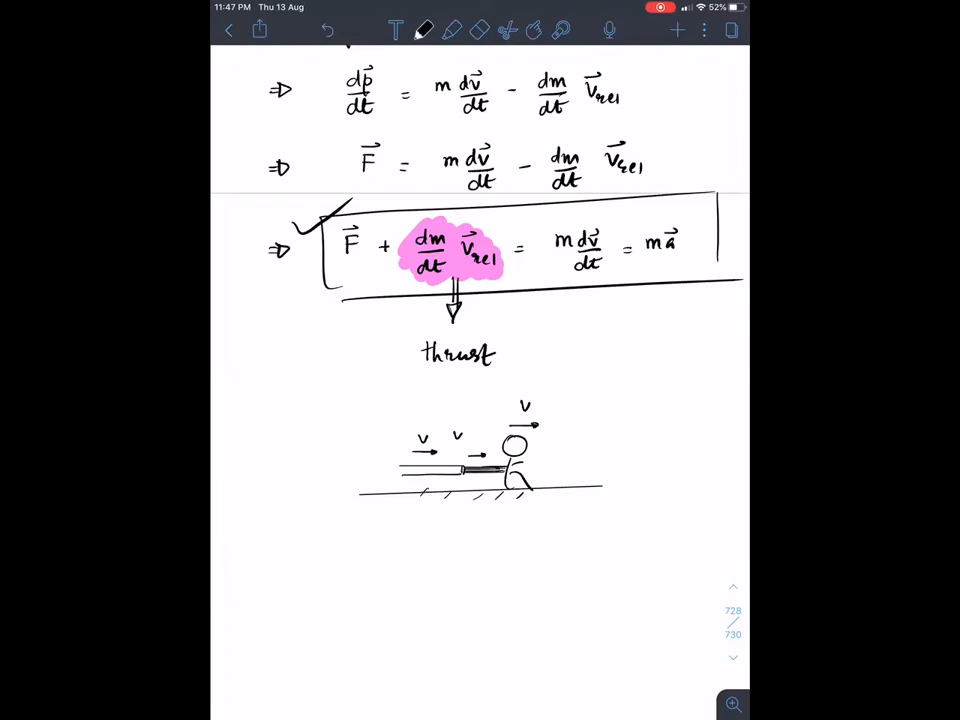 11:47 PM Thu 13 Aug 52%
⇒ dp⃗/dt = m dv⃗/dt - dm/dt v⃗rel
⇒ F⃗ = m dv⃗/dt - dm/dt v⃗rel
⇒ F⃗ + dm/dt v⃗rel = m dv⃗/dt = ma⃗
thrust
v
v v
728
730